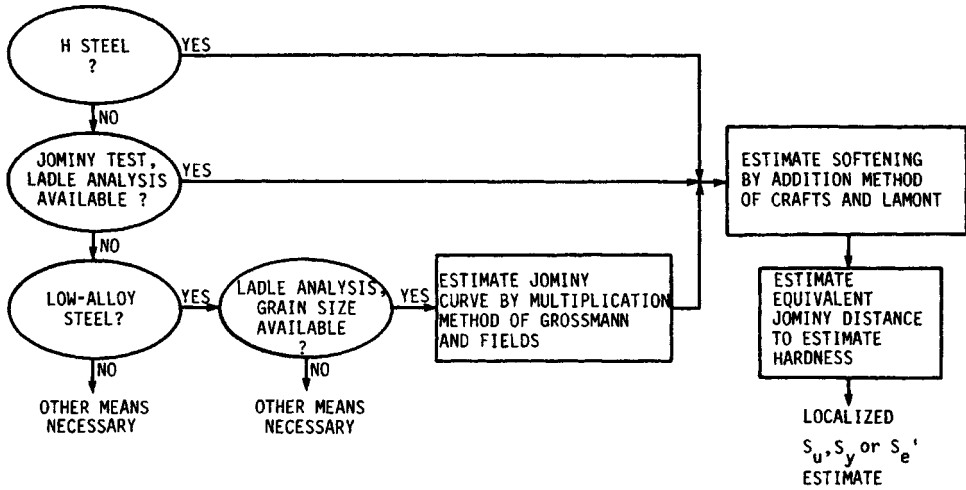 H STEEL
?
YES
NO
JOMINY TEST,
LADLE ANALYSIS
AVAILABLE ?
YES
NO
LOW-ALLOY
STEEL?
YES
NO
OTHER MEANS
NECESSARY
LADLE ANALYSIS,
GRAIN SIZE
AVAILABLE
?
YES
NO
OTHER MEANS
NECESSARY
ESTIMATE JOMINY
CURVE BY MULTIPLICATION
METHOD OF GROSSMANN
AND FIELDS
ESTIMATE SOFTENING
BY ADDITION METHOD
OF CRAFTS AND LAMONT
ESTIMATE
EQUIVALENT
JOMINY DISTANCE
TO ESTIMATE
HARDNESS
LOCALIZED
Su,Sy or Se'
ESTIMATE